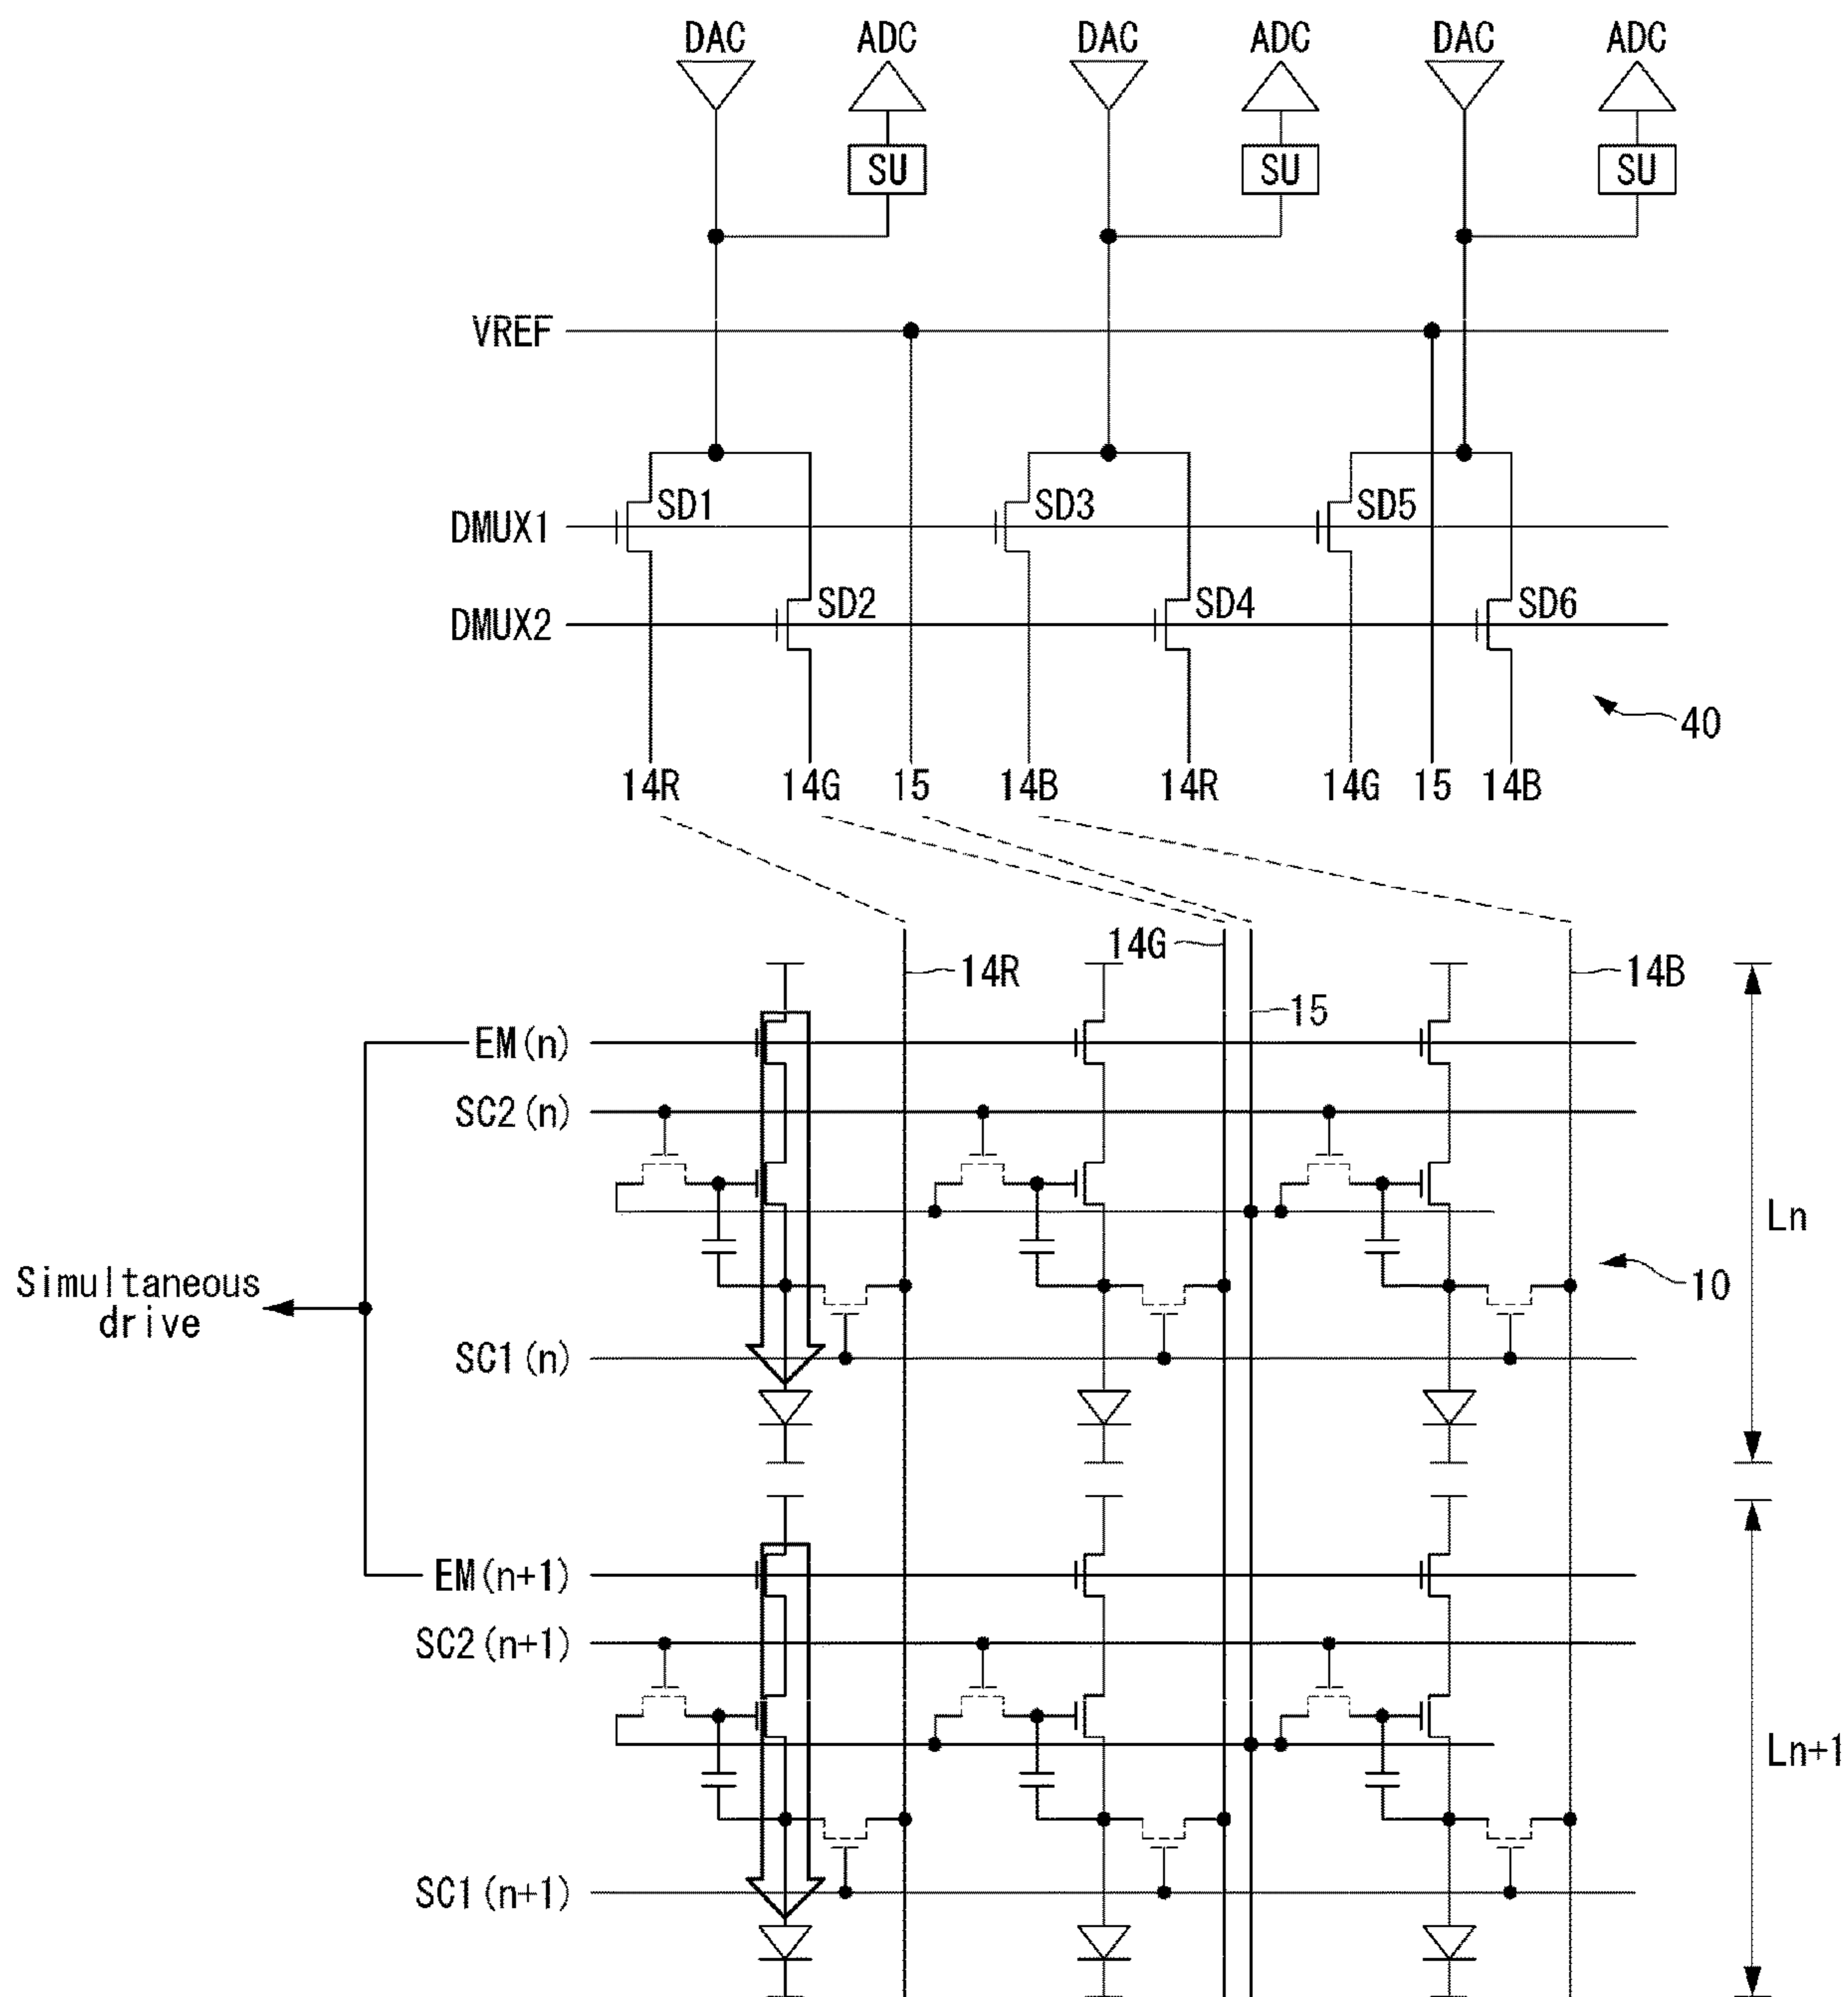 DAC ADC DAC ADC DAC ADC
SU SU SU
VREF
SD1 SD3 SD5
DMUX1
SD2 SD4 SD6
DMUX2
40
14R 14G 15 14B 14R 14G 15 14B
14G
14R 14B
15
EM(n)
SC2(n)
Ln
Simultaneous
drive
10
SC1(n)
EM(n+1)
SC2(n+1)
Ln+1
SC1(n+1)